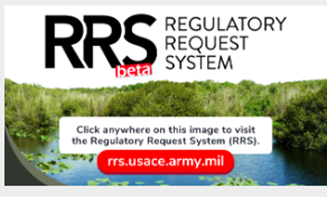 RRS
beta
REGULATORY
REQUEST
SYSTEM
Click anywhere on this image to visit
the Regulatory Request System (RRS).
rrs.usace.army.mil